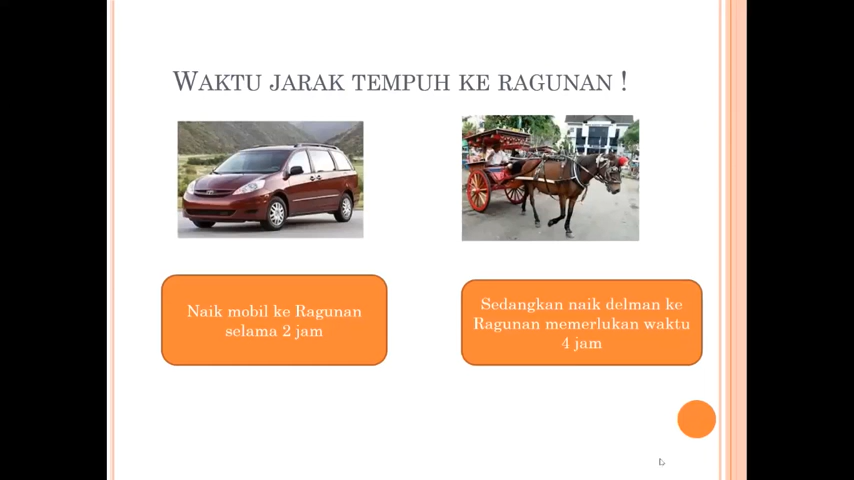 WAKTU JARAK TEMPUH KE RAGUNAN !
Naik mobil ke Ragunan
selama 2 jam
Sedangkan naik delman ke
Ragunan memerlukan waktu
4 jam